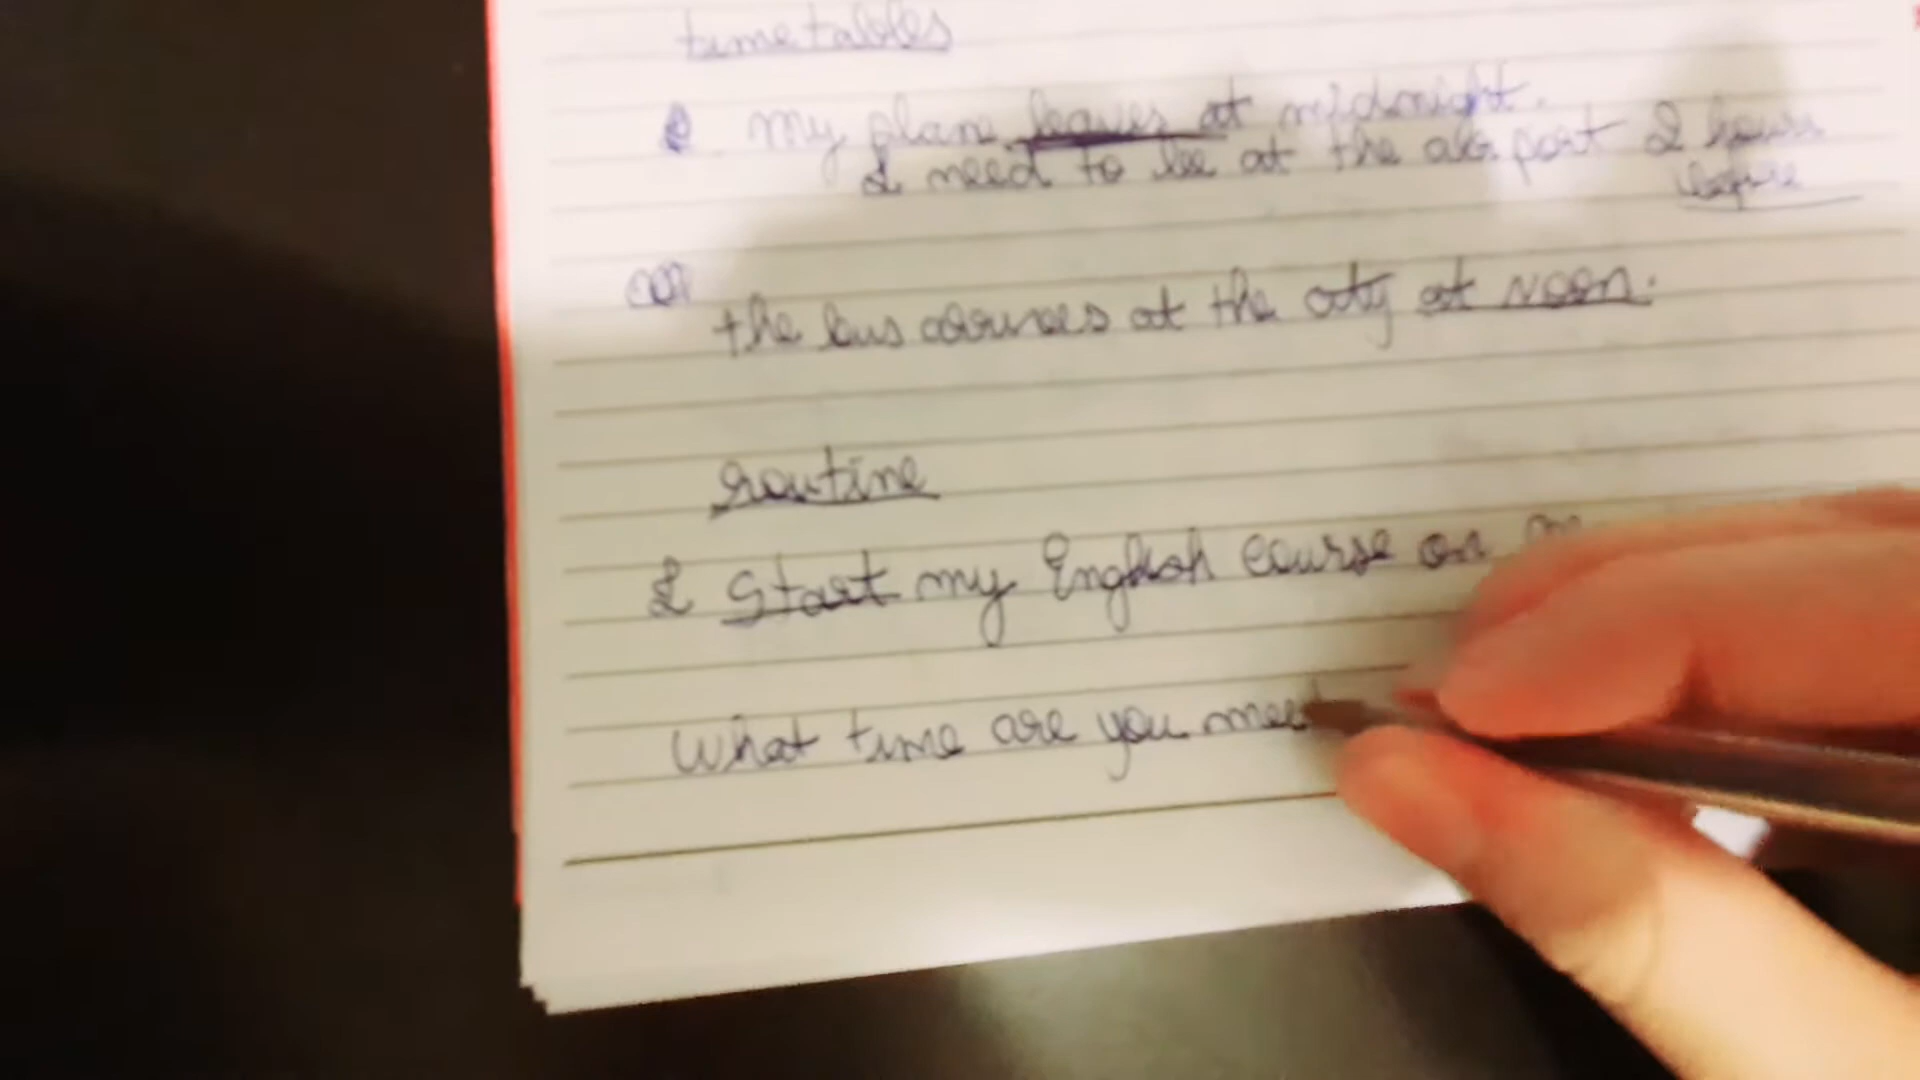 timetables
My plane leaves at midnight.
I need to be at the airport 2 hours
before
the bus arrives at the city at noon.
routine
I Start my English course on
What time are you meet